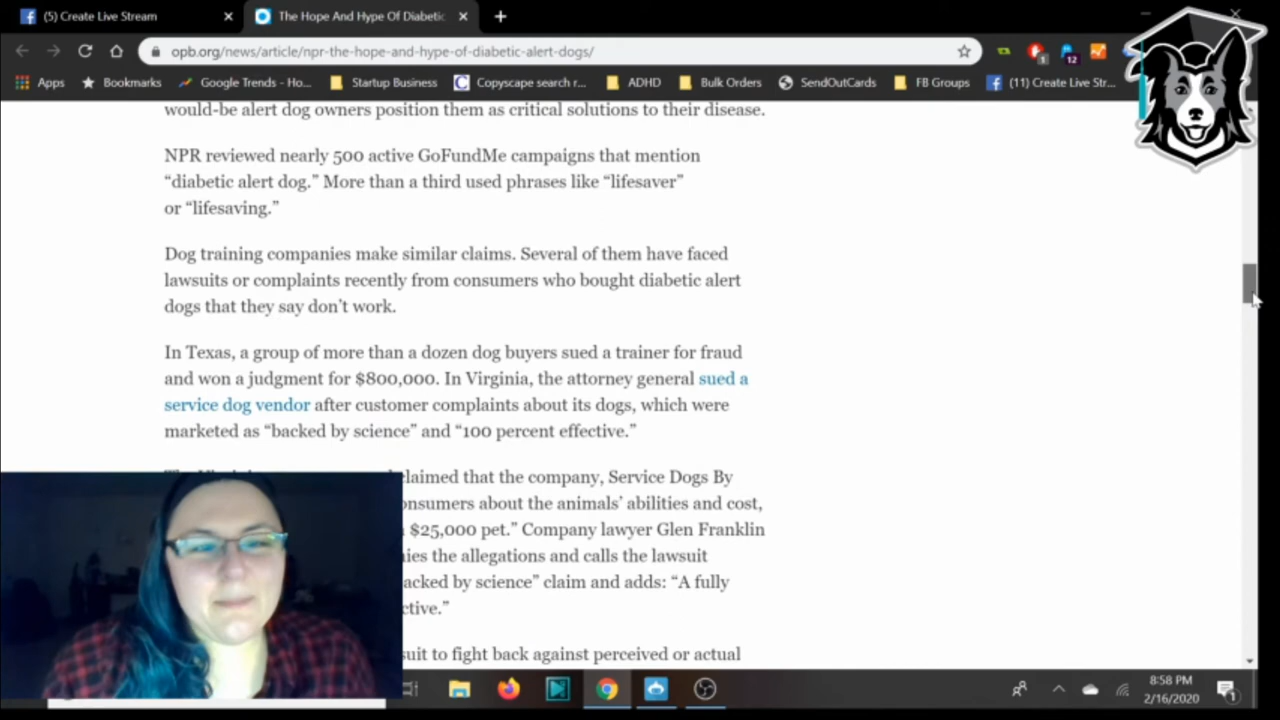 (5) Create Live Stream
The Hope And Hype Of Diabetic
opb.org/news/article/npr-the-hope-and-hype-of-diabetic-alert-dogs/
1
12
Apps Bookmarks Google Trends - Ho... Startup Business Copyscape search r... ADHD Bulk Orders SendOutCards FB Groups (11) Create Live Str...
would-be alert dog owners position them as critical solutions to their disease.
NPR reviewed nearly 500 active GoFundMe campaigns that mention
“diabetic alert dog.” More than a third used phrases like “lifesaver”
or “lifesaving.”
Dog training companies make similar claims. Several of them have faced
lawsuits or complaints recently from consumers who bought diabetic alert
dogs that they say don’t work.
In Texas, a group of more than a dozen dog buyers sued a trainer for fraud
and won a judgment for $800,000. In Virginia, the attorney general sued a
service dog vendor after customer complaints about its dogs, which were
marketed as “backed by science” and “100 percent effective.”
claimed that the company, Service Dogs By
onsumers about the animals’ abilities and cost,
$25,000 pet.” Company lawyer Glen Franklin
ies the allegations and calls the lawsuit
acked by science” claim and adds: “A fully
ctive.”
suit to fight back against perceived or actual
8:58 PM
2/16/2020
1